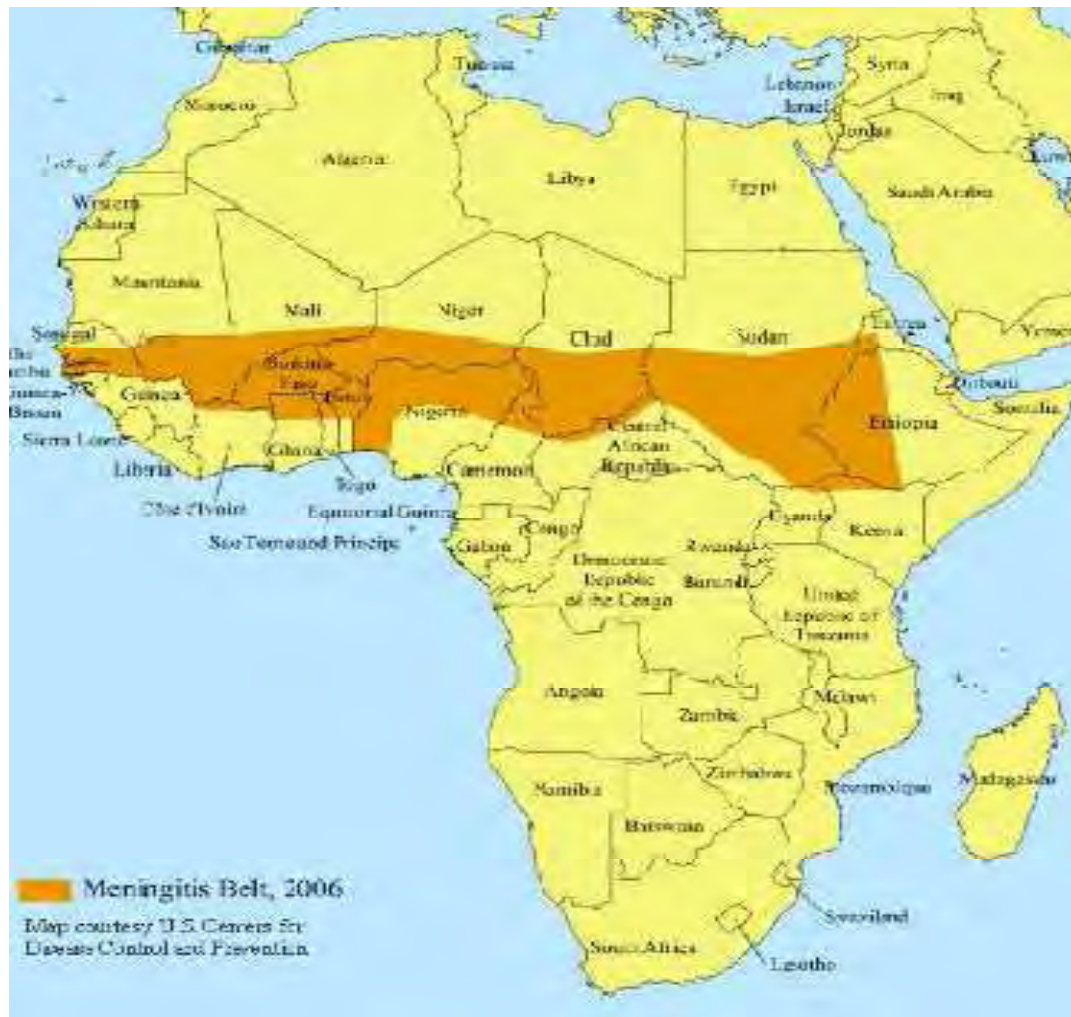 Gibraltar
Tunisia
Syria
Lebanon
Israel
Iraq
Morocco
Jordan
Algeria
Libya
Egypt
Saudi Arabia
Western
Sahara
Mauritania
Mali
Niger
Chad
Sudan
Eritrea
Yemen
Senegal
Burkina
Faso
Benin
Djibouti
Guinea
Nigeria
Ethiopia
Somalia
Guinea-
Bissau
Central
African
Republic
Sierra Leone
Ghana
Liberia
Cameroon
Togo
Côte d'Ivoire
Equatorial Guinea
Uganda
Kenya
Sao Tome and Principe
Congo
Gabon
Rwanda
Democratic
Republic
of the Congo
Burundi
United
Republic of
Tanzania
Angola
Malawi
Zambia
Zimbabwe
Mozambique
Madagascar
Namibia
Botswana
Meningitis Belt, 2006
Map courtesy U.S. Centers for
Disease Control and Prevention
Swaziland
South Africa
Lesotho